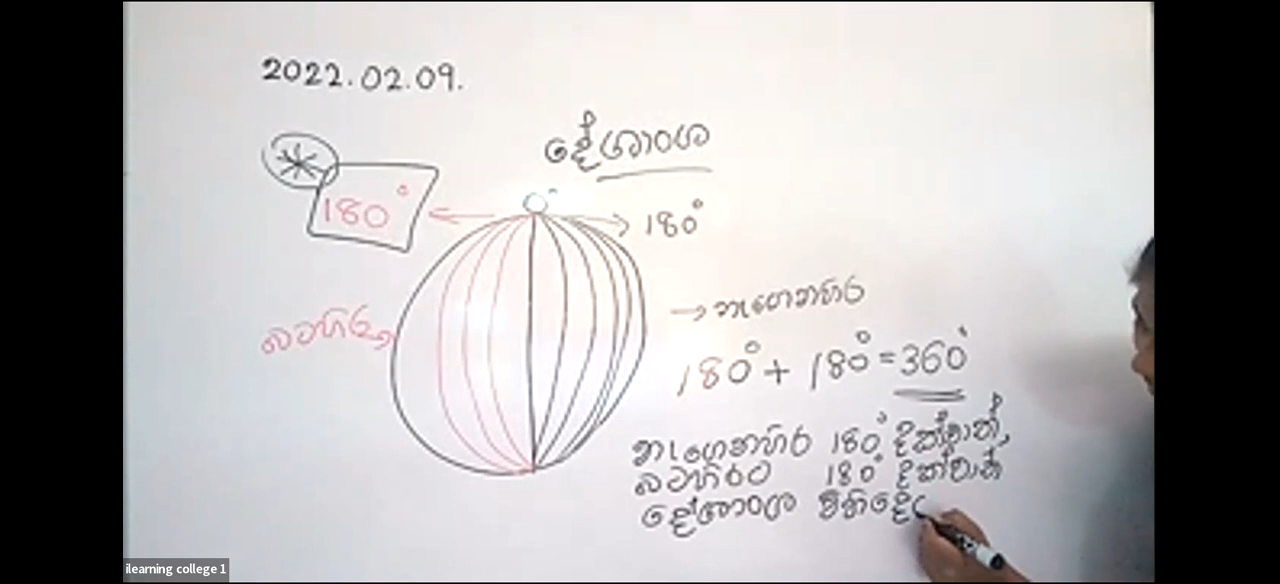 2022.02.09.
දේශාංශ
180°
0°
180°
බටහිර
නැගෙනහිර
180° + 180° = 360°
නැගෙනහිර 180° දක්වාත්,
බටහිරට 180° දක්වාත්
දේශාංශ විහිදෙ
ilearning college 1